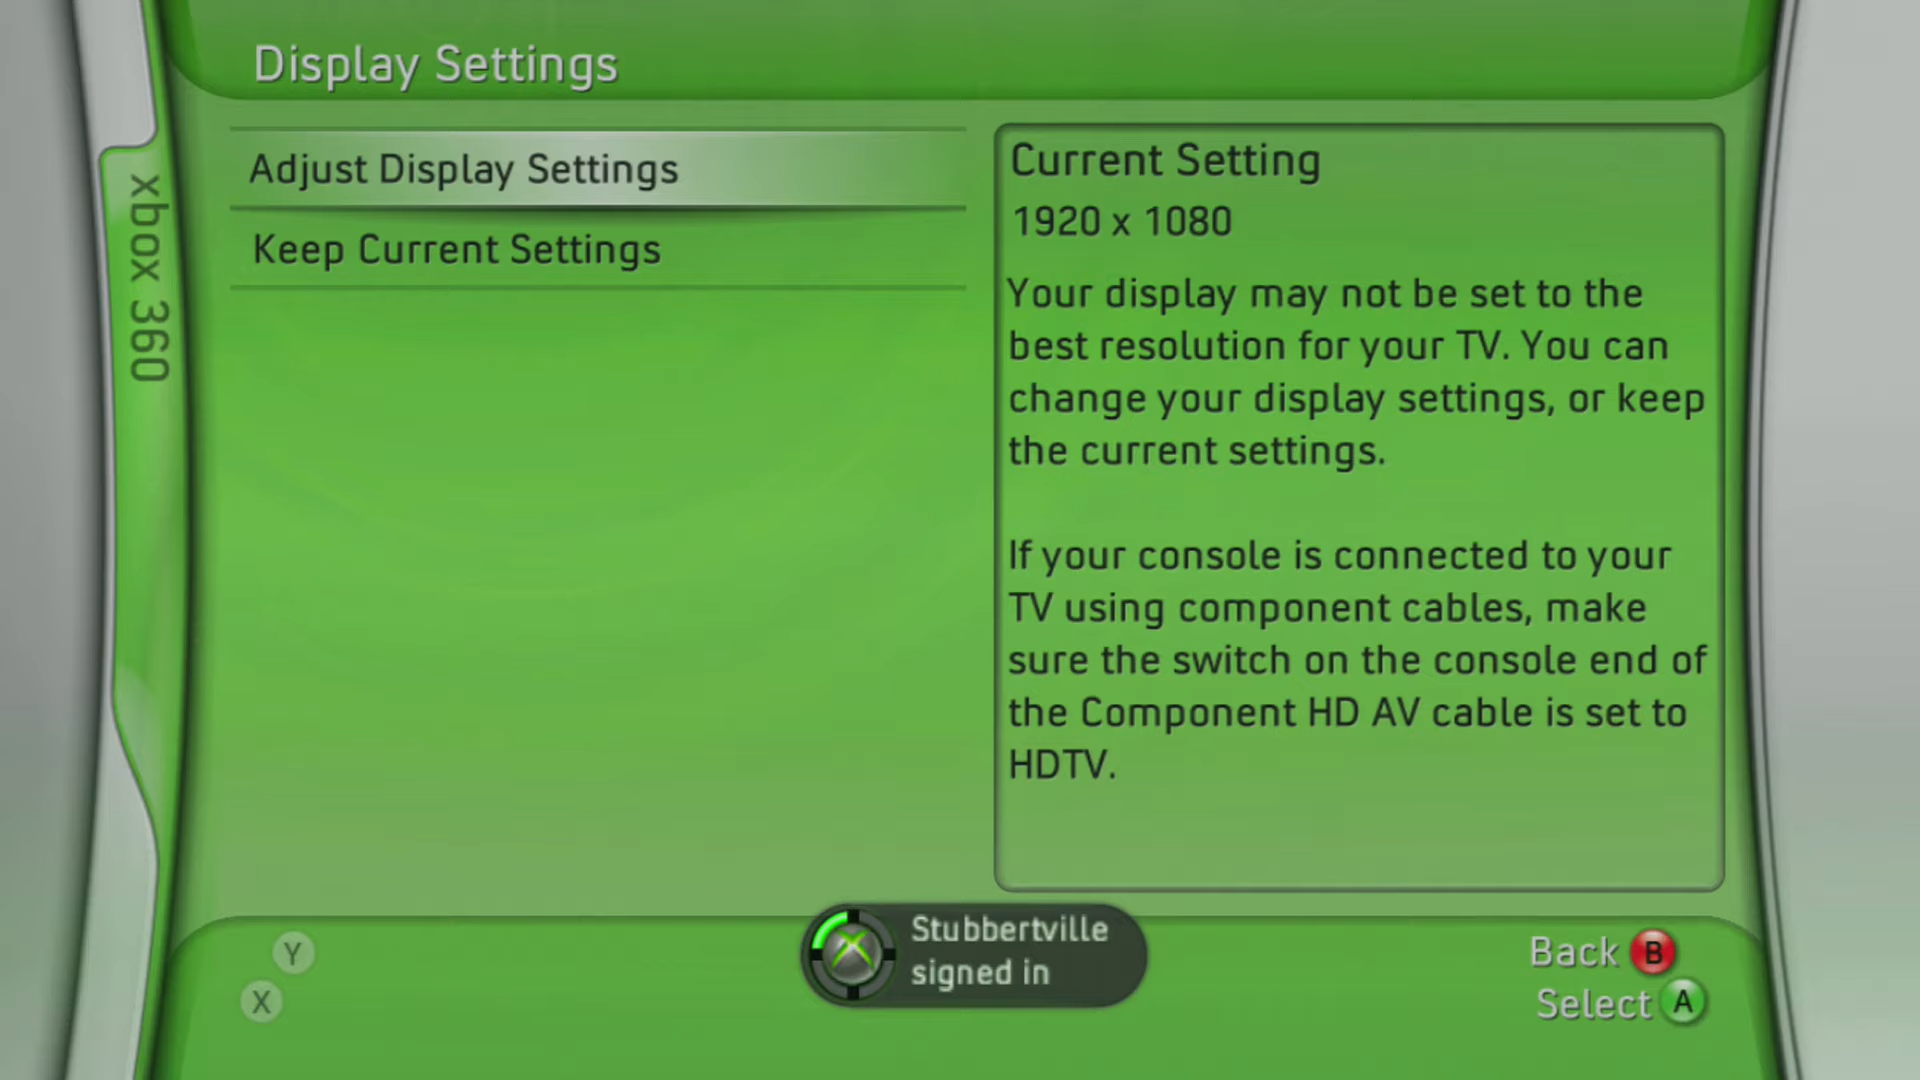 Display Settings
xbox 360
Adjust Display Settings
Keep Current Settings
Current Setting
1920 x 1080
Your display may not be set to the
best resolution for your TV. You can
change your display settings, or keep
the current settings.
If your console is connected to your
TV using component cables, make
sure the switch on the console end of
the Component HD AV cable is set to
HDTV.
Stubbertville
signed in
Y
X
Back B
Select A